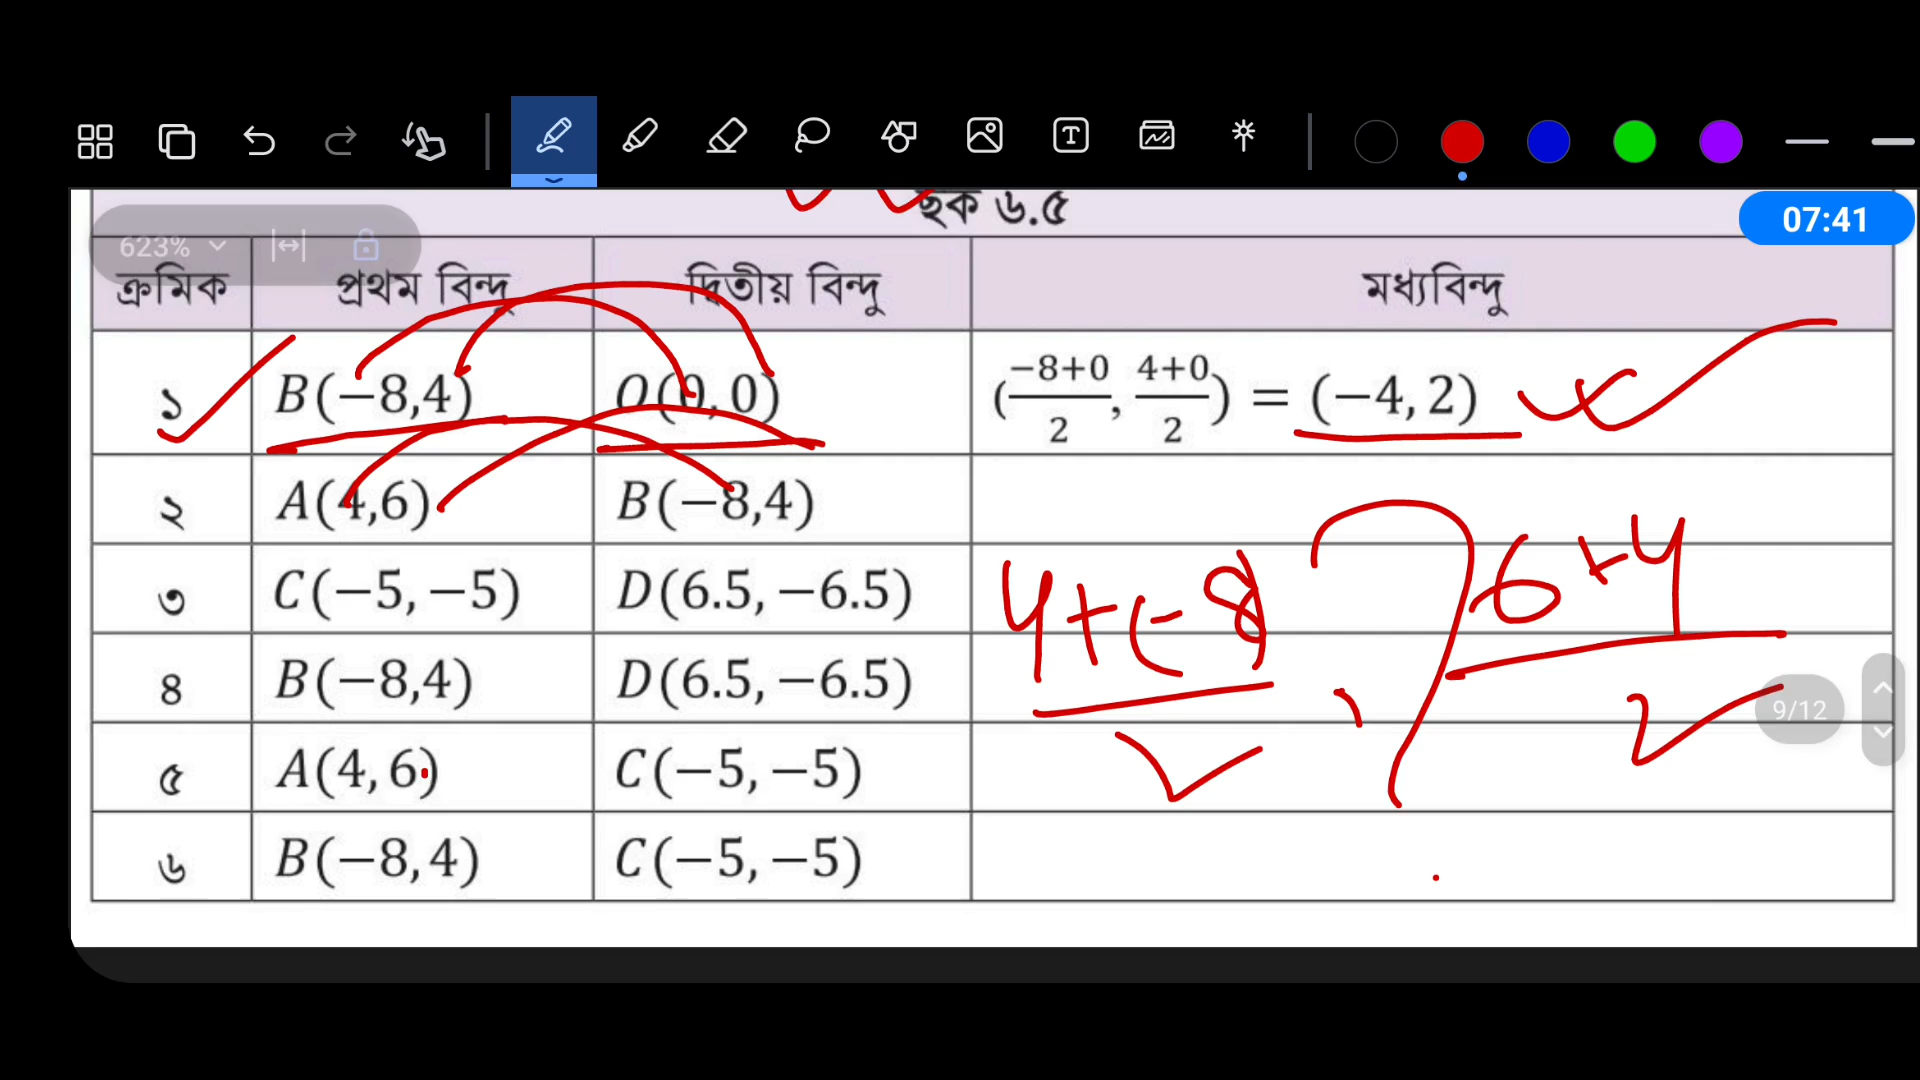 ছক ৬.৫
07:41
623%
ক্রমিক প্রথম বিন্দু দ্বিতীয় বিন্দু মধ্যবিন্দু
১ B(−8,4) O(0,0) (−8+0/2, 4+0/2) = (−4,2)
২ A(4,6) B(−8,4)
৩ C(−5,−5) D(6.5,−6.5)
4+(-8) , 6+4
৪ B(−8,4) D(6.5,−6.5)
2
9/12
৫ A(4,6) C(−5,−5)
৬ B(−8,4) C(−5,−5)